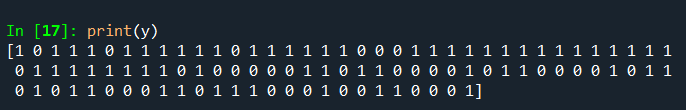 In [17]: print(y)
[1 0 1 1 1 0 1 1 1 1 1 1 0 1 1 1 1 1 1 0 0 0 1 1 1 1 1 1 1 1 1 1 1 1 1 1 1
0 1 1 1 1 1 1 1 1 0 1 0 0 0 0 0 1 1 0 1 1 0 0 0 0 1 0 1 1 0 0 0 0 1 0 1 1
0 1 0 1 1 0 0 0 1 1 0 1 1 1 0 0 0 1 0 0 1 1 0 0 0 1]